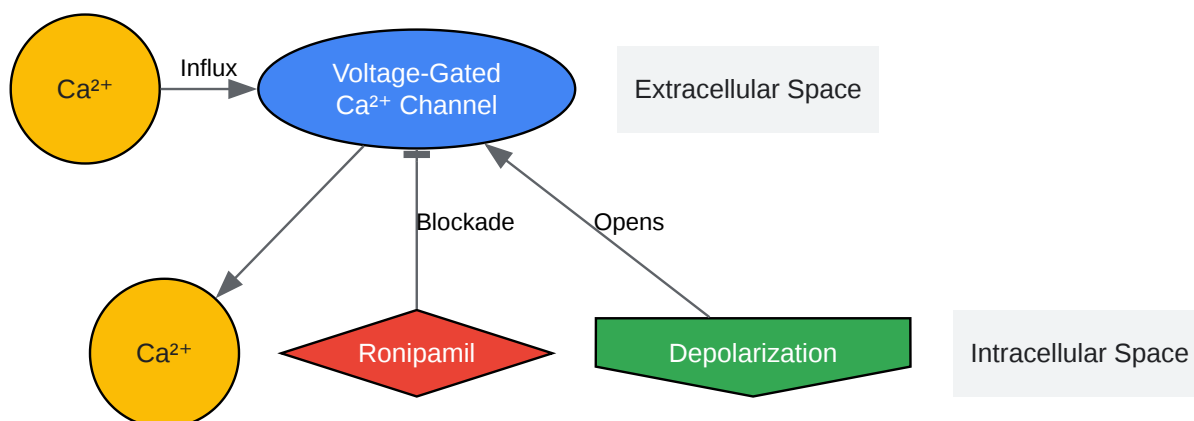 Ca²⁺
Influx
Voltage-Gated
Ca²⁺ Channel
Extracellular Space
Blockade
Opens
Ca²⁺
Ronipamil
Depolarization
Intracellular Space